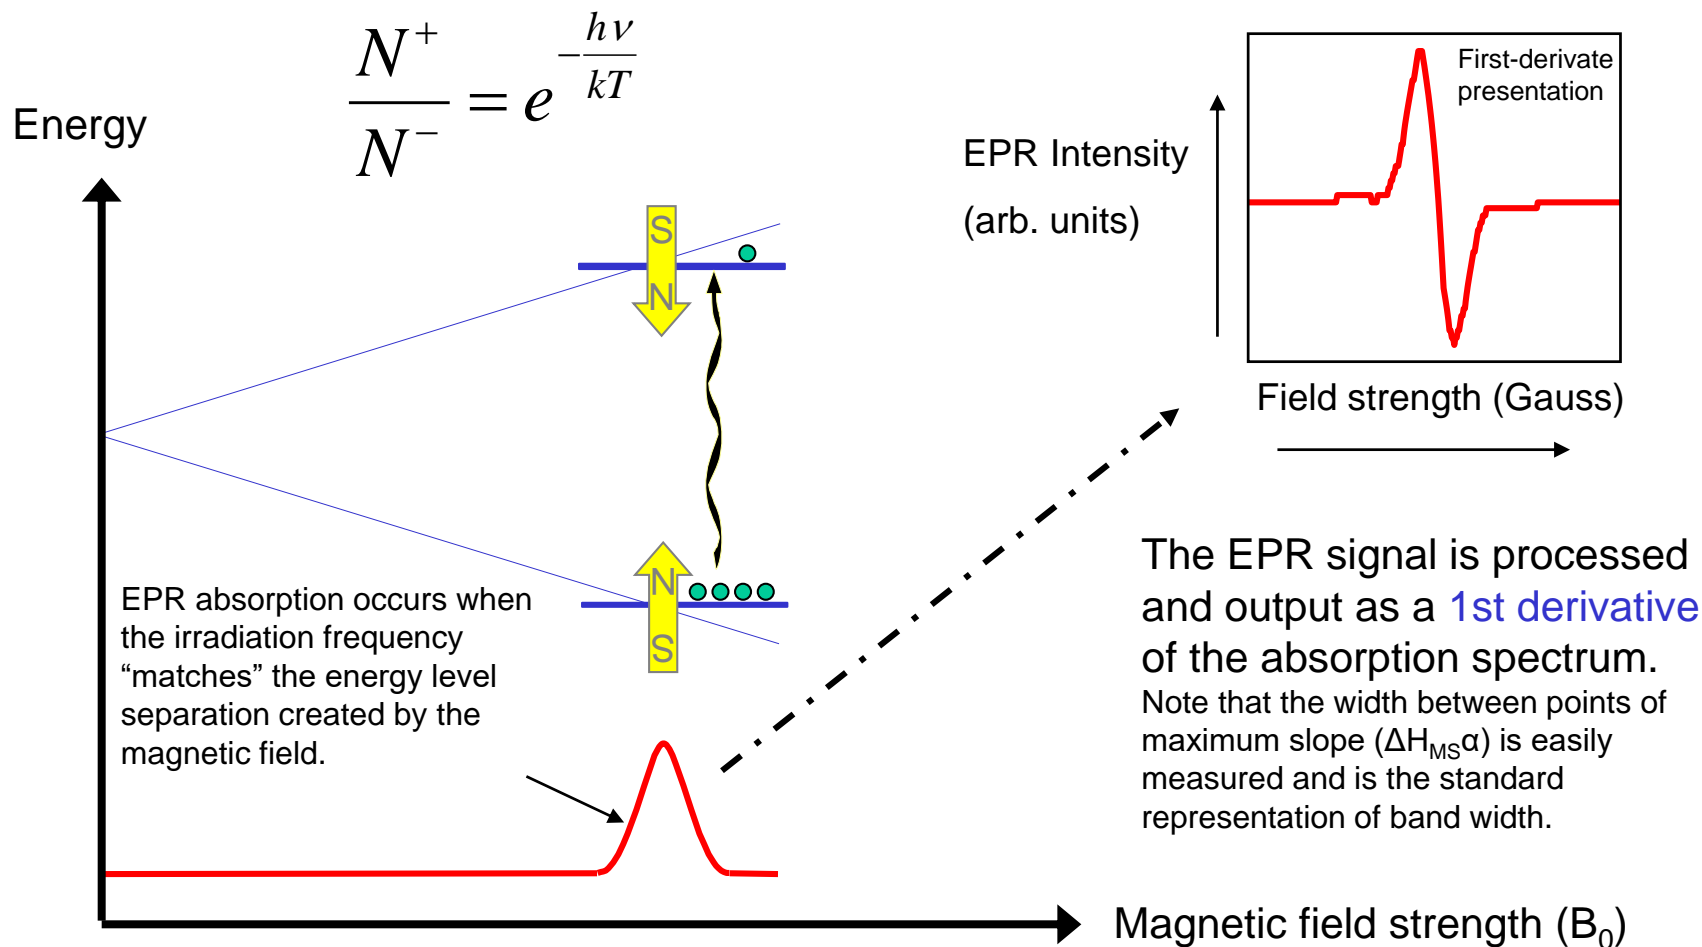 N⁺/N⁻ = e^(-hν/kT)
Energy
S
N
N
S
EPR absorption occurs when
the irradiation frequency
“matches” the energy level
separation created by the
magnetic field.
Magnetic field strength (B₀)
First-derivate
presentation
EPR Intensity
(arb. units)
Field strength (Gauss)
The EPR signal is processed
and output as a 1st derivative
of the absorption spectrum.
Note that the width between points of
maximum slope (ΔH_MSα) is easily
measured and is the standard
representation of band width.